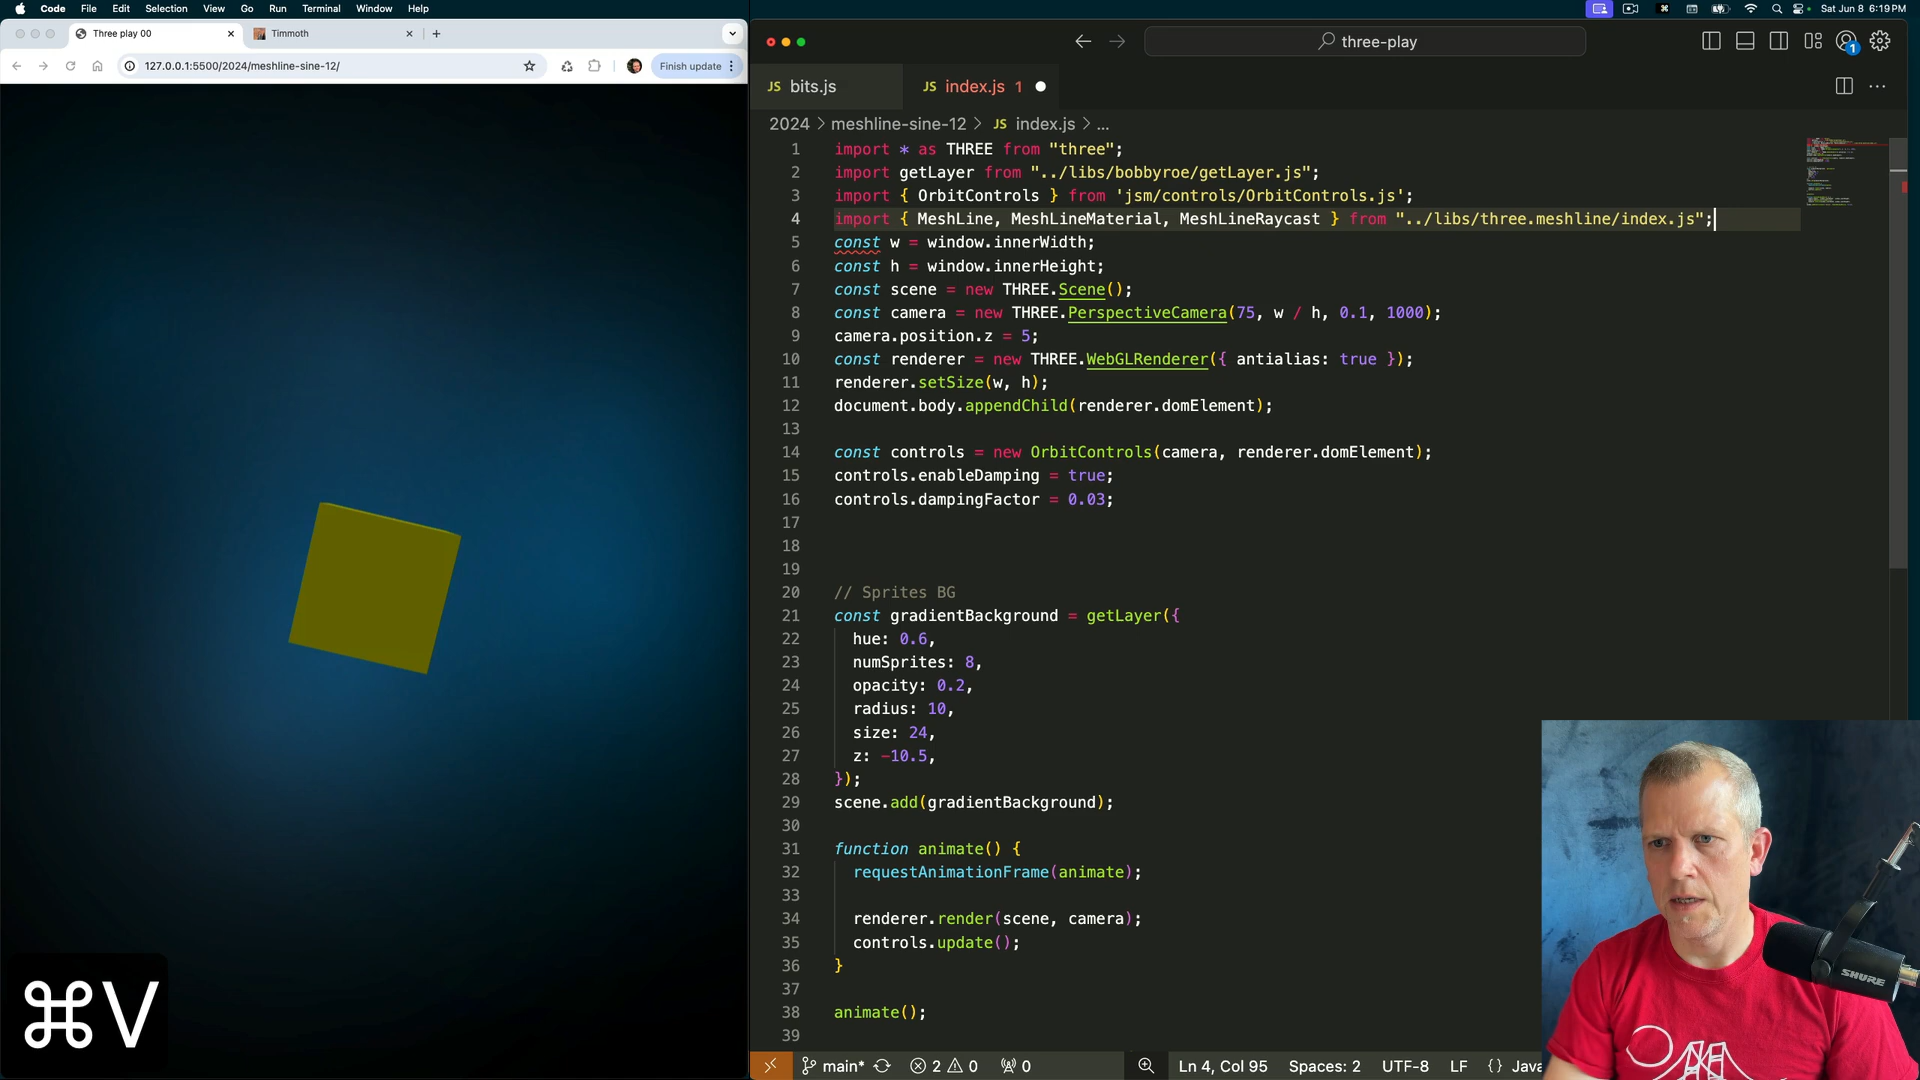 Code File Edit Selection View Go Run Terminal Window Help
Sat Jun 8 6:19 PM
Three play 00
Timmoth
127.0.0.1:5500/2024/meshline-sine-12/
Finish update
three-play
1
JS bits.js
JS index.js 1
2024 > meshline-sine-12 > JS index.js > ...
1 import * as THREE from "three";
2 import getLayer from "../libs/bobbyroe/getLayer.js";
3 import { OrbitControls } from 'jsm/controls/OrbitControls.js';
4 import { MeshLine, MeshLineMaterial, MeshLineRaycast } from "../libs/three.meshline/index.js";
5 const w = window.innerWidth;
6 const h = window.innerHeight;
7 const scene = new THREE.Scene();
8 const camera = new THREE.PerspectiveCamera(75, w / h, 0.1, 1000);
9 camera.position.z = 5;
10 const renderer = new THREE.WebGLRenderer({ antialias: true });
11 renderer.setSize(w, h);
12 document.body.appendChild(renderer.domElement);
13
14 const controls = new OrbitControls(camera, renderer.domElement);
15 controls.enableDamping = true;
16 controls.dampingFactor = 0.03;
17
18
19
20 // Sprites BG
21 const gradientBackground = getLayer({
22 hue: 0.6,
23 numSprites: 8,
24 opacity: 0.2,
25 radius: 10,
26 size: 24,
27 z: -10.5,
28 });
29 scene.add(gradientBackground);
30
31 function animate() {
32 requestAnimationFrame(animate);
33
34 renderer.render(scene, camera);
35 controls.update();
36 }
37
38 animate();
39
⌘V
main* 2 0 0
Ln 4, Col 95 Spaces: 2 UTF-8 LF {} Java
SHURE